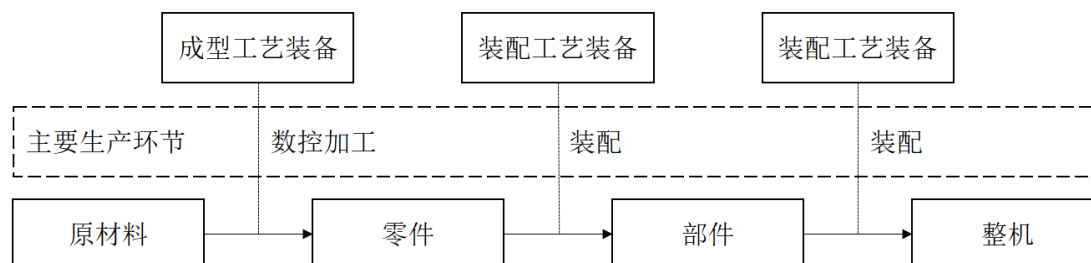 成型工艺装备 装配工艺装备 装配工艺装备
主要生产环节 数控加工 装配 装配
原材料 零件 部件 整机